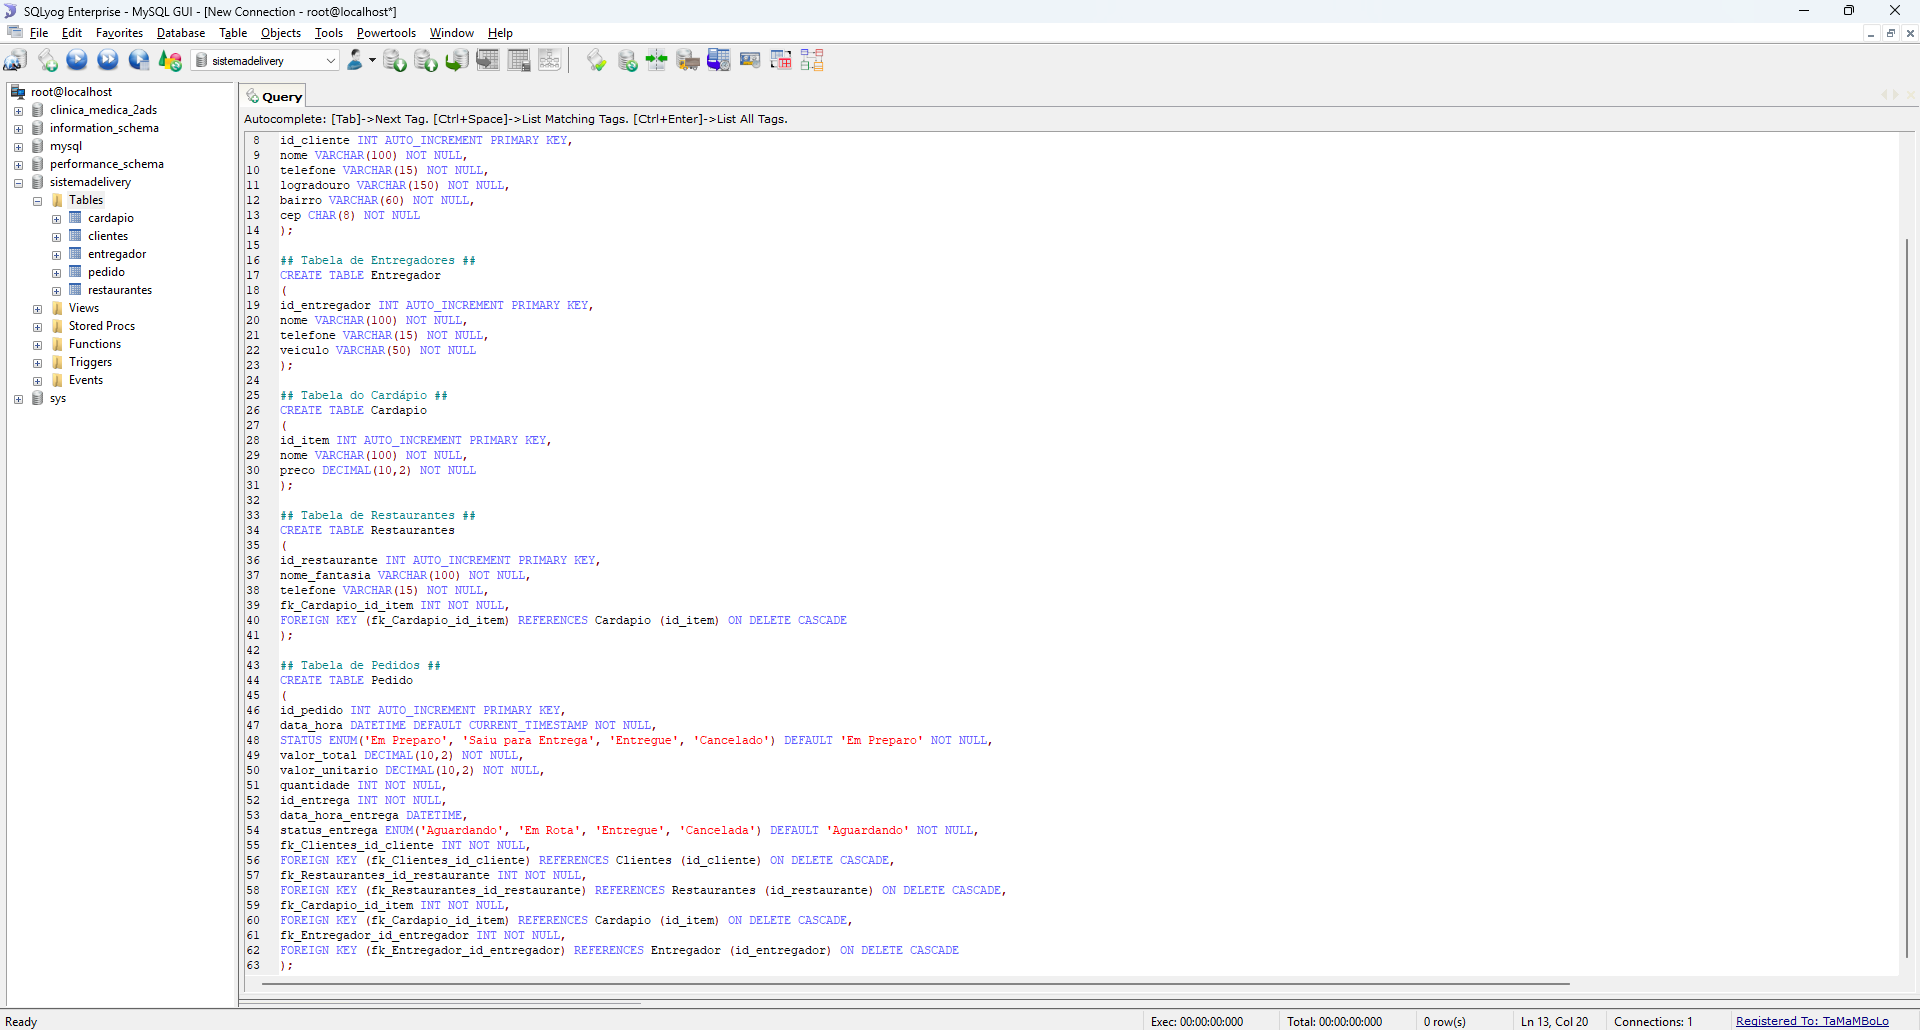 SQLyog Enterprise - MySQL GUI - [New Connection - root@localhost*]
File Edit Favorites Database Table Objects Tools Powertools Window Help
sistemadelivery
root@localhost
clinica_medica_2ads
information_schema
mysql
performance_schema
sistemadelivery
Tables
cardapio
clientes
entregador
pedido
restaurantes
Views
Stored Procs
Functions
Triggers
Events
sys
Query
Autocomplete: [Tab]->Next Tag. [Ctrl+Space]->List Matching Tags. [Ctrl+Enter]->List All Tags.
8 id_cliente INT AUTO_INCREMENT PRIMARY KEY,
9 nome VARCHAR(100) NOT NULL,
10 telefone VARCHAR(15) NOT NULL,
11 logradouro VARCHAR(150) NOT NULL,
12 bairro VARCHAR(60) NOT NULL,
13 cep CHAR(8) NOT NULL
14 );
15
16 ## Tabela de Entregadores ##
17 CREATE TABLE Entregador
18 (
19 id_entregador INT AUTO_INCREMENT PRIMARY KEY,
20 nome VARCHAR(100) NOT NULL,
21 telefone VARCHAR(15) NOT NULL,
22 veiculo VARCHAR(50) NOT NULL
23 );
24
25 ## Tabela do Cardápio ##
26 CREATE TABLE Cardapio
27 (
28 id_item INT AUTO_INCREMENT PRIMARY KEY,
29 nome VARCHAR(100) NOT NULL,
30 preco DECIMAL(10,2) NOT NULL
31 );
32
33 ## Tabela de Restaurantes ##
34 CREATE TABLE Restaurantes
35 (
36 id_restaurante INT AUTO_INCREMENT PRIMARY KEY,
37 nome_fantasia VARCHAR(100) NOT NULL,
38 telefone VARCHAR(15) NOT NULL,
39 fk_Cardapio_id_item INT NOT NULL,
40 FOREIGN KEY (fk_Cardapio_id_item) REFERENCES Cardapio (id_item) ON DELETE CASCADE
41 );
42
43 ## Tabela de Pedidos ##
44 CREATE TABLE Pedido
45 (
46 id_pedido INT AUTO_INCREMENT PRIMARY KEY,
47 data_hora DATETIME DEFAULT CURRENT_TIMESTAMP NOT NULL,
48 STATUS ENUM('Em Preparo', 'Saiu para Entrega', 'Entregue', 'Cancelado') DEFAULT 'Em Preparo' NOT NULL,
49 valor_total DECIMAL(10,2) NOT NULL,
50 valor_unitario DECIMAL(10,2) NOT NULL,
51 quantidade INT NOT NULL,
52 id_entrega INT NOT NULL,
53 data_hora_entrega DATETIME,
54 status_entrega ENUM('Aguardando', 'Em Rota', 'Entregue', 'Cancelada') DEFAULT 'Aguardando' NOT NULL,
55 fk_Clientes_id_cliente INT NOT NULL,
56 FOREIGN KEY (fk_Clientes_id_cliente) REFERENCES Clientes (id_cliente) ON DELETE CASCADE,
57 fk_Restaurantes_id_restaurante INT NOT NULL,
58 FOREIGN KEY (fk_Restaurantes_id_restaurante) REFERENCES Restaurantes (id_restaurante) ON DELETE CASCADE,
59 fk_Cardapio_id_item INT NOT NULL,
60 FOREIGN KEY (fk_Cardapio_id_item) REFERENCES Cardapio (id_item) ON DELETE CASCADE,
61 fk_Entregador_id_entregador INT NOT NULL,
62 FOREIGN KEY (fk_Entregador_id_entregador) REFERENCES Entregador (id_entregador) ON DELETE CASCADE
63 );
Ready Exec: 00:00:00:000 Total: 00:00:00:000 0 row(s) Ln 13, Col 20 Connections: 1 Registered To: TaMaMBoLo